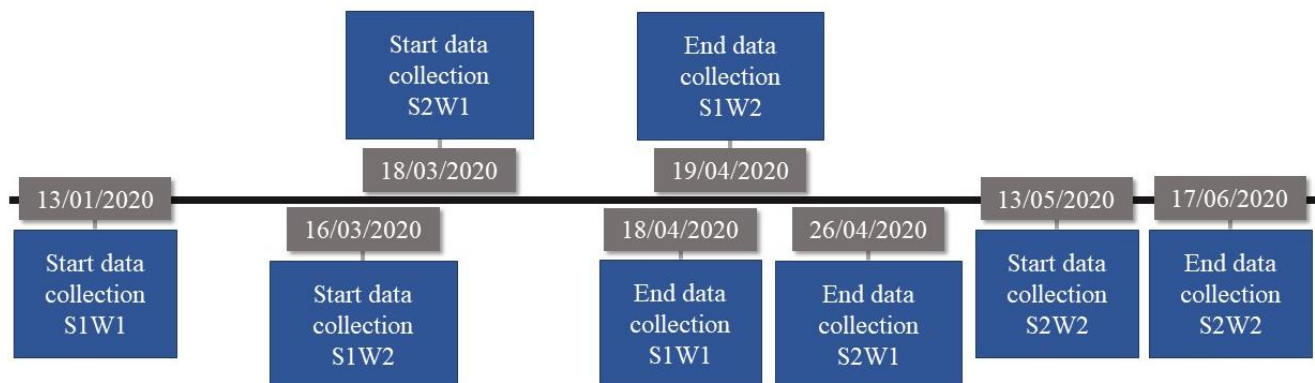 Start data
collection
S2W1
End data
collection
S1W2
18/03/2020
19/04/2020
13/01/2020
13/05/2020
17/06/2020
16/03/2020
18/04/2020
26/04/2020
Start data
collection
S1W1
Start data
collection
S1W2
End data
collection
S1W1
End data
collection
S2W1
Start data
collection
S2W2
End data
collection
S2W2